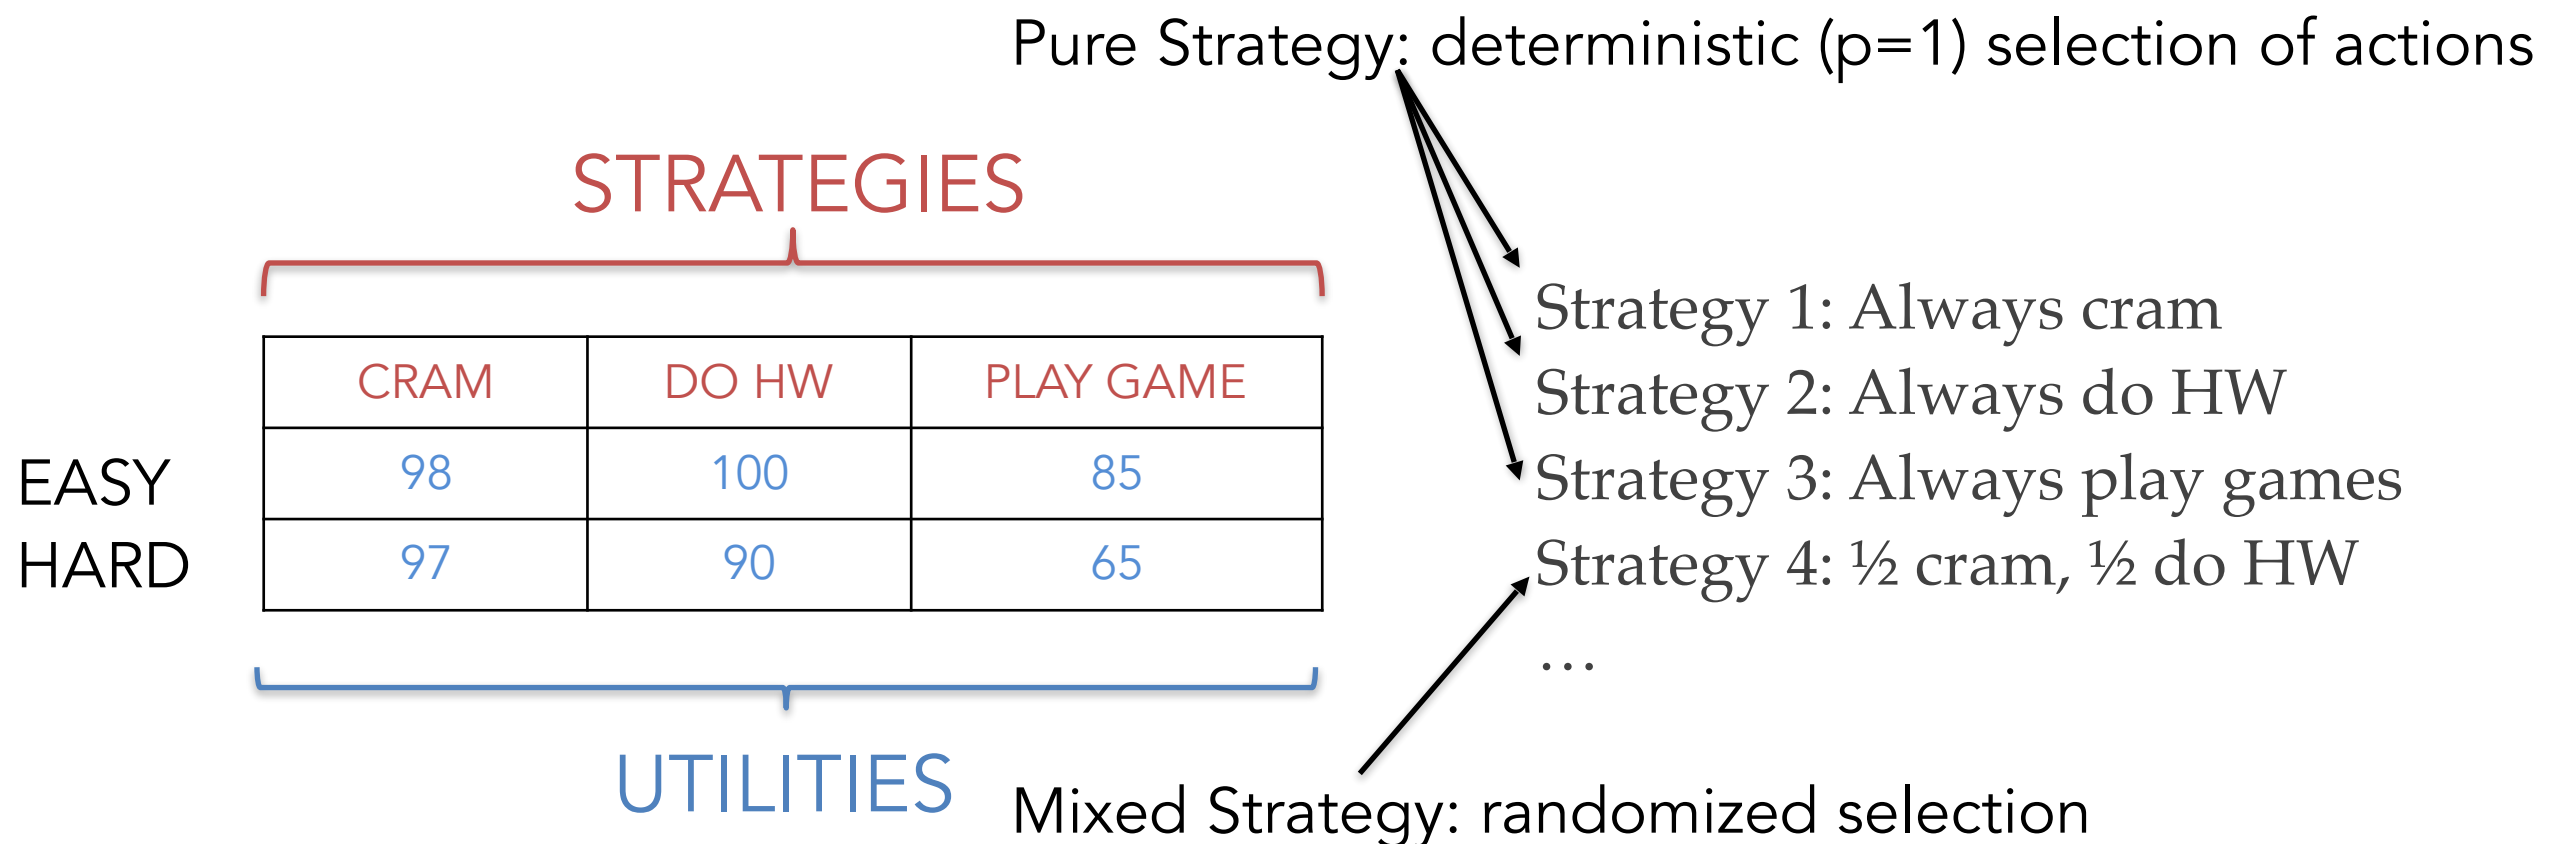 Pure Strategy: deterministic (p=1) selection of actions
STRATEGIES
CRAM DO HW PLAY GAME
EASY 98 100 85
HARD 97 90 65
UTILITIES
Strategy 1: Always cram
Strategy 2: Always do HW
Strategy 3: Always play games
Strategy 4: ½ cram, ½ do HW
…
Mixed Strategy: randomized selection